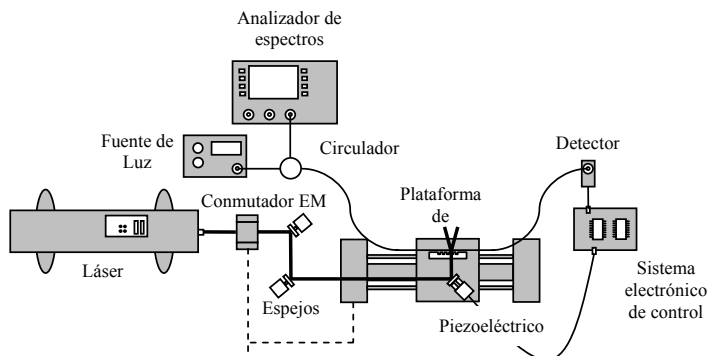 Analizador de
espectros
Fuente de
Luz
Circulador
Detector
Conmutador EM
Plataforma
de
Láser
Espejos
Piezoeléctrico
Sistema
electrónico
de control